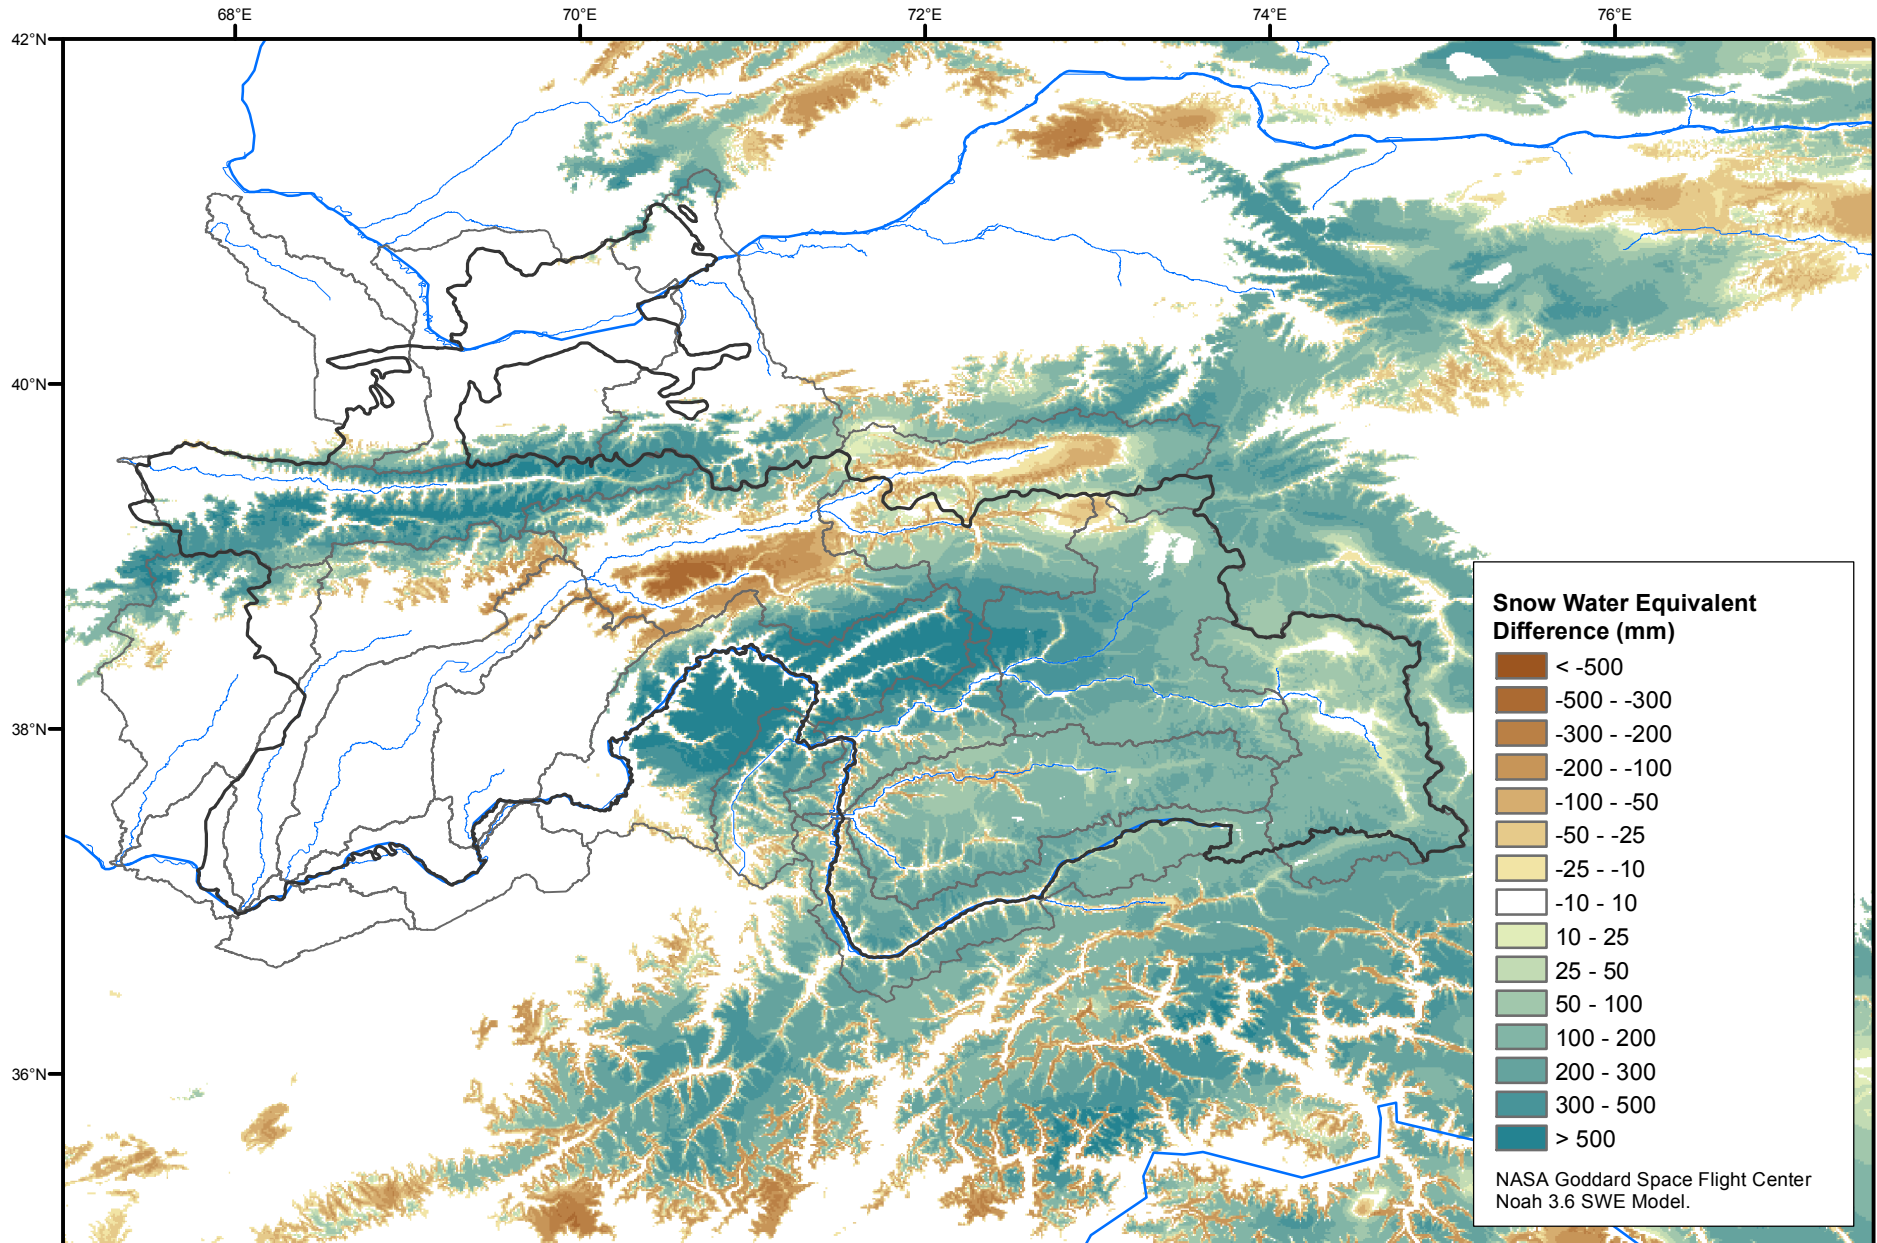 68°E 70°E 72°E 74°E 76°E
42°N
40°N
38°N
36°N
Snow Water Equivalent
Difference (mm)
< -500
-500 - -300
-300 - -200
-200 - -100
-100 - -50
-50 - -25
-25 - -10
-10 - 10
10 - 25
25 - 50
50 - 100
100 - 200
200 - 300
300 - 500
> 500
NASA Goddard Space Flight Center
Noah 3.6 SWE Model.